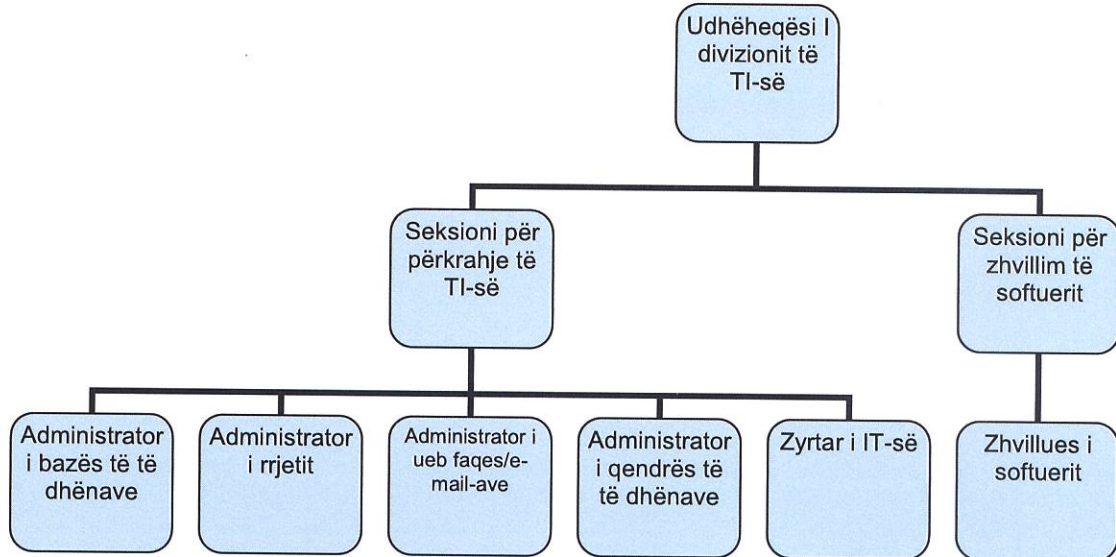 Udhëheqësi I
divizionit të
TI-së
Seksioni për
përkrahje të
TI-së
Seksioni për
zhvillim të
softuerit
Administrator
i bazës të të
dhënave
Administrator
i rrjetit
Administrator i
ueb faqes/e-
mail-ave
Administrator
i qendrës të
të dhënave
Zyrtar i IT-së
Zhvillues i
softuerit